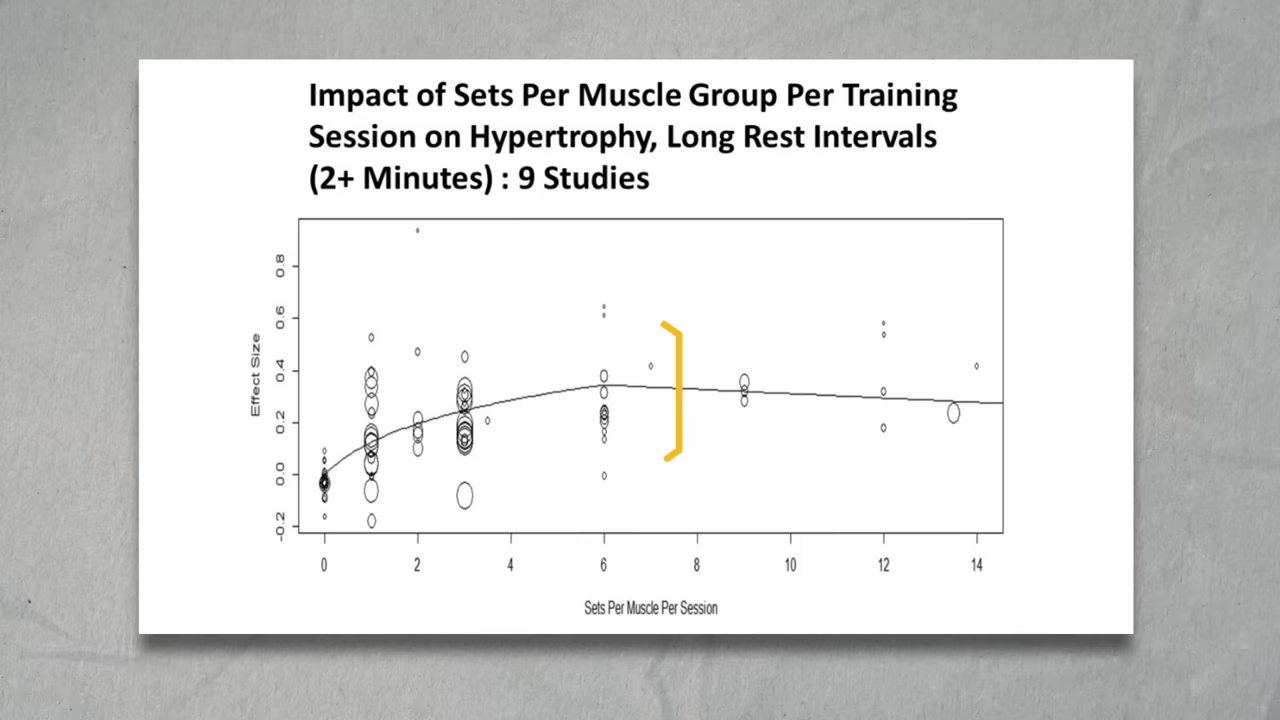 Impact of Sets Per Muscle Group Per Training
Session on Hypertrophy, Long Rest Intervals
(2+ Minutes) : 9 Studies
Effect Size
0.8
0.6
0.4
0.2
0.0
-0.2
0 2 4 6 8 10 12 14
Sets Per Muscle Per Session